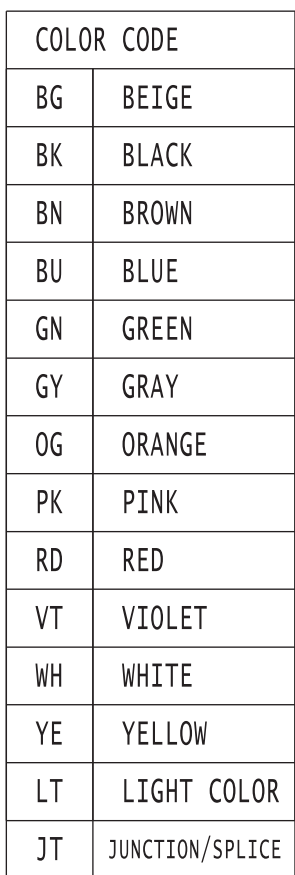 COLOR CODE
BG BEIGE
BK BLACK
BN BROWN
BU BLUE
GN GREEN
GY GRAY
OG ORANGE
PK PINK
RD RED
VT VIOLET
WH WHITE
YE YELLOW
LT LIGHT COLOR
JT JUNCTION/SPLICE